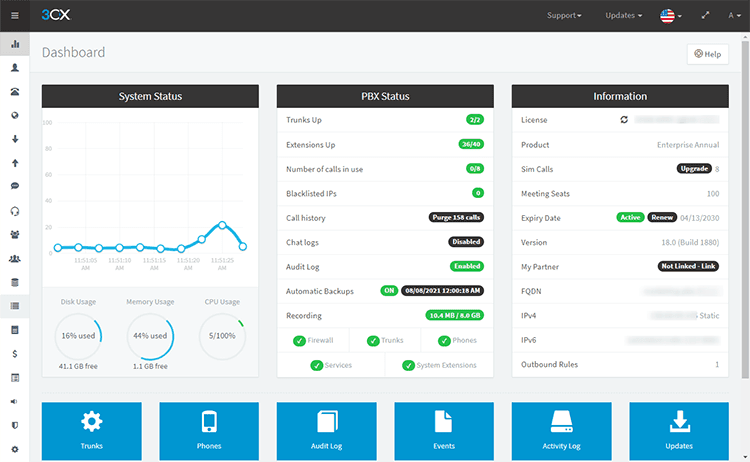 3CX
Support
Updates
A
Dashboard
Help
System Status
100
80
60
40
20
0
11:51:05 AM
11:51:10 AM
11:51:15 AM
11:51:20 AM
11:51:25 AM
Disk Usage
Memory Usage
CPU Usage
16% used
44% used
5/100%
41.1 GB free
1.1 GB free
PBX Status
Trunks Up 2/2
Extensions Up 26/40
Number of calls in use 0/8
Blacklisted IPs 0
Call history Purge 158 calls
Chat logs Disabled
Audit Log Enabled
Automatic Backups ON 08/08/2021 12:00:18 AM
Recording 10.4 MB / 8.0 GB
Firewall
Trunks
Phones
Services
System Extensions
Information
License
Product Enterprise Annual
Sim Calls Upgrade 8
Meeting Seats 100
Expiry Date Active Renew 04/13/2030
Version 18.0 (Build 1880)
My Partner Not Linked - Link
FQDN
IPv4 Static
IPv6
Outbound Rules 1
Trunks
Phones
Audit Log
Events
Activity Log
Updates